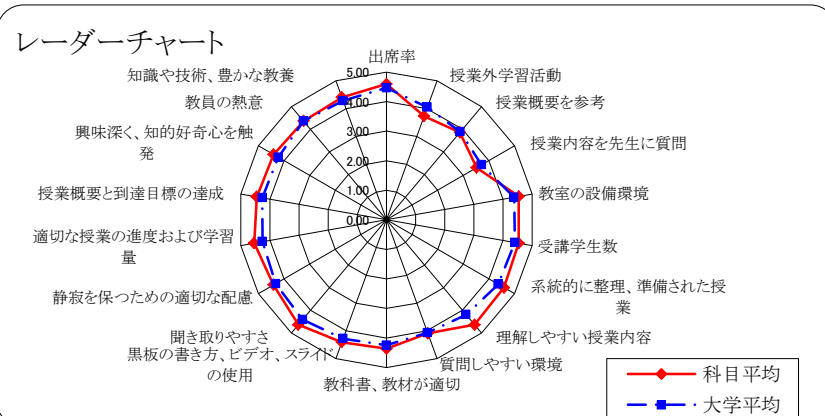 レーダーチャート
出席率
授業外学習活動
授業概要を参考
授業内容を先生に質問
教室の設備環境
受講学生数
系統的に整理、準備された授
業
理解しやすい授業内容
質問しやすい環境
教科書、教材が適切
黒板の書き方、ビデオ、スライド
の使用
聞き取りやすさ
静寂を保つための適切な配慮
適切な授業の進度および学習
量
授業概要と到達目標の達成
興味深く、知的好奇心を触
発
教員の熱意
知識や技術、豊かな教養
5.00
4.00
3.00
2.00
1.00
0.00
科目平均
大学平均